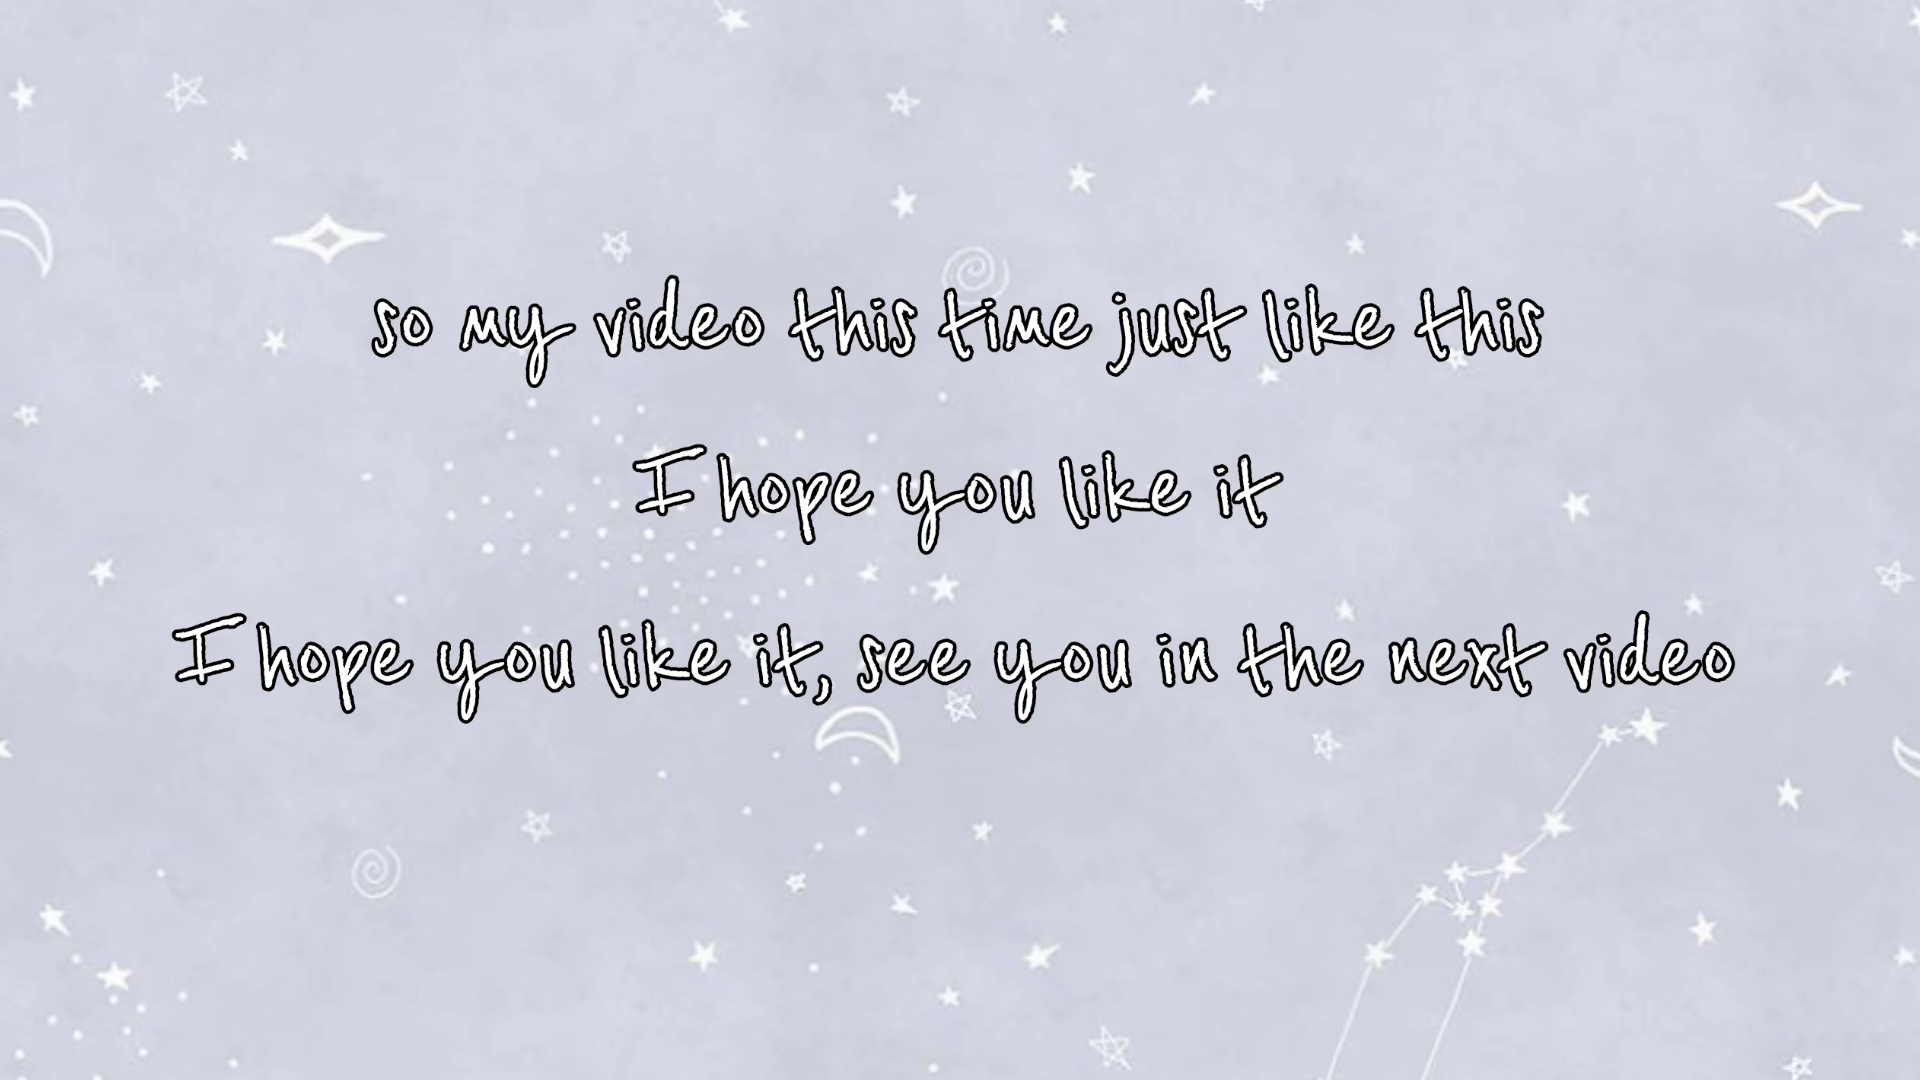 so my video this time just like this
I hope you like it
I hope you like it, see you in the next video